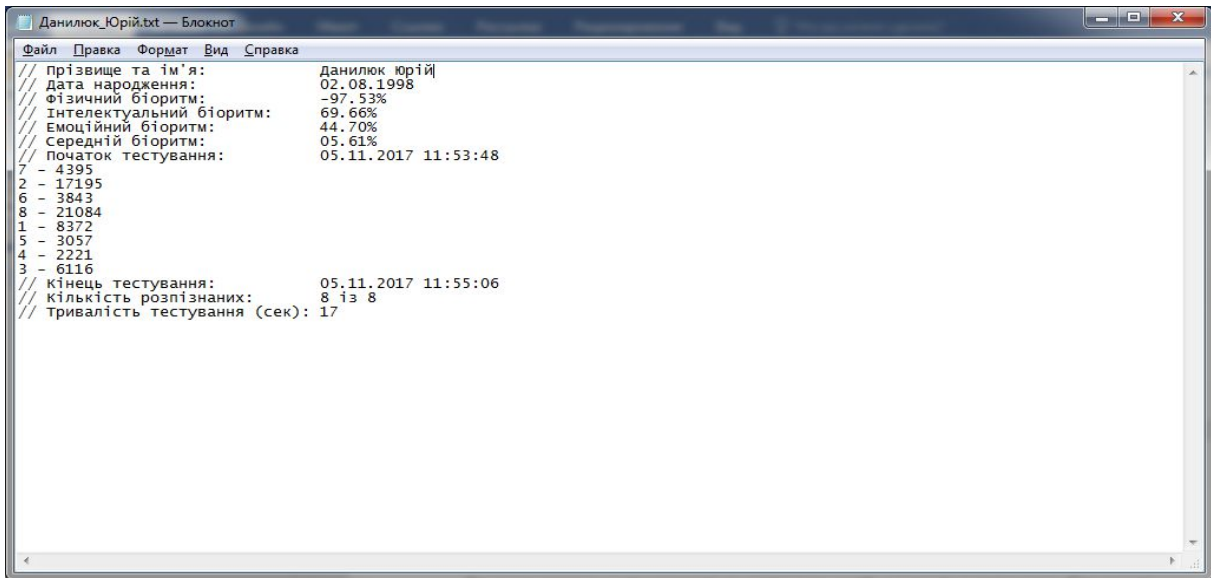 Данилюк_Юрій.txt — Блокнот
Файл Правка Формат Вид Справка
// Прізвище та ім'я: Данилюк Юрій
// Дата народження: 02.08.1998
// Фізичний біоритм: -97.53%
// Інтелектуальний біоритм: 69.66%
// Емоційний біоритм: 44.70%
// Середній біоритм: 05.61%
// Початок тестування: 05.11.2017 11:53:48
7 - 4395
2 - 17195
6 - 3843
8 - 21084
1 - 8372
5 - 3057
4 - 2221
3 - 6116
// Кінець тестування: 05.11.2017 11:55:06
// Кількість розпізнаних: 8 із 8
// Тривалість тестування (сек): 17